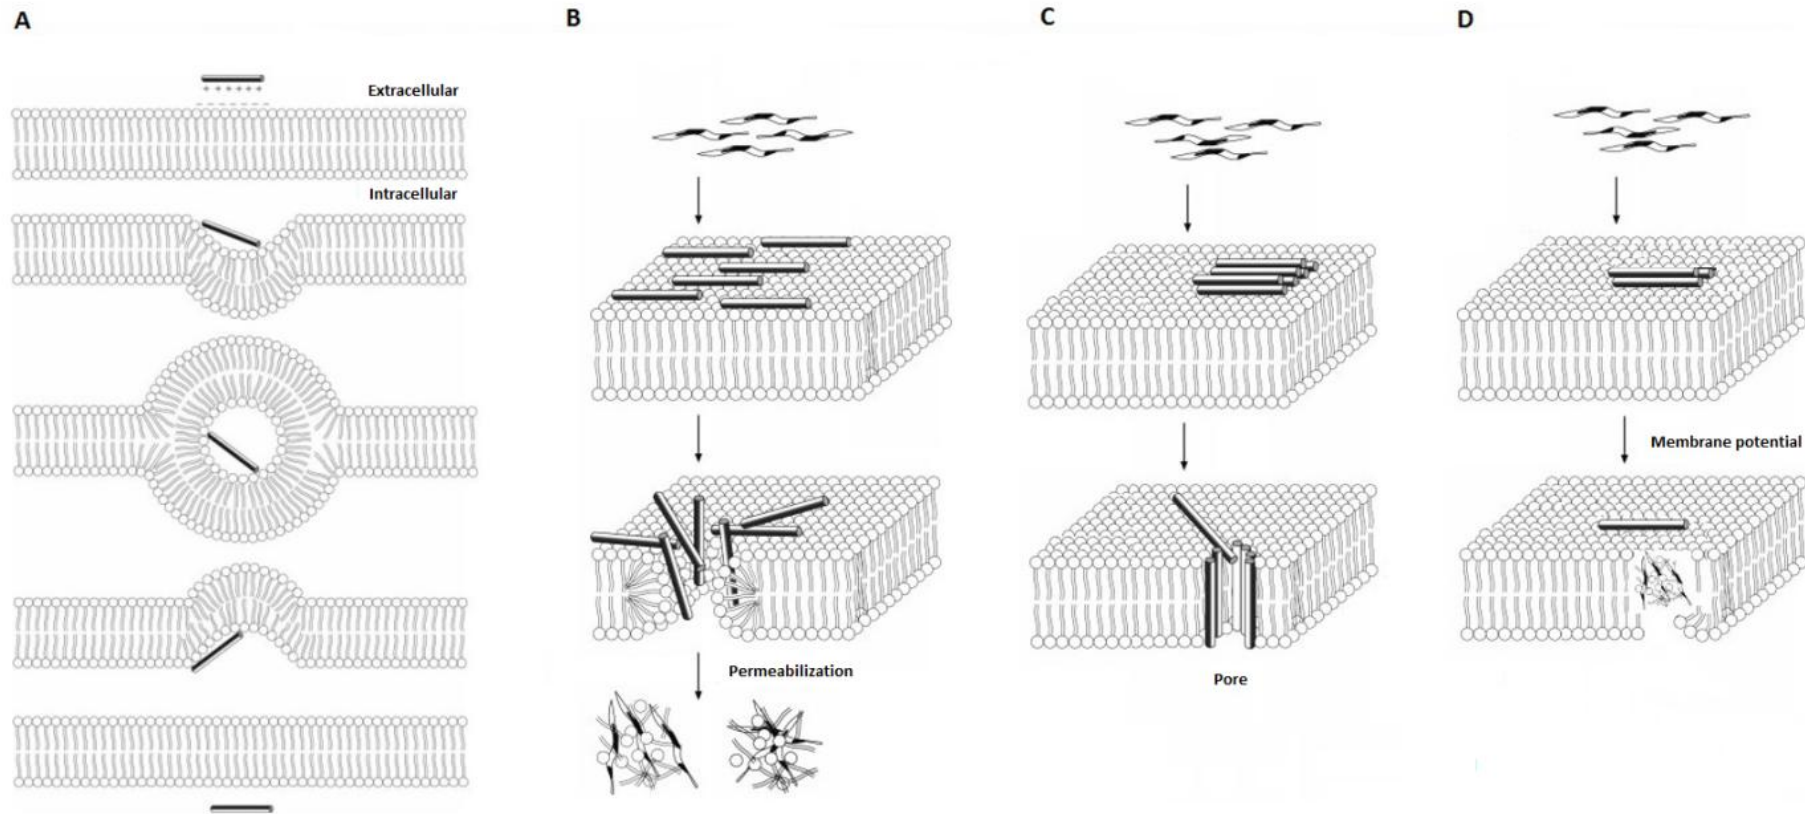 A
B
C
D
Extracellular
Intracellular
Membrane potential
Permeabilization
Pore